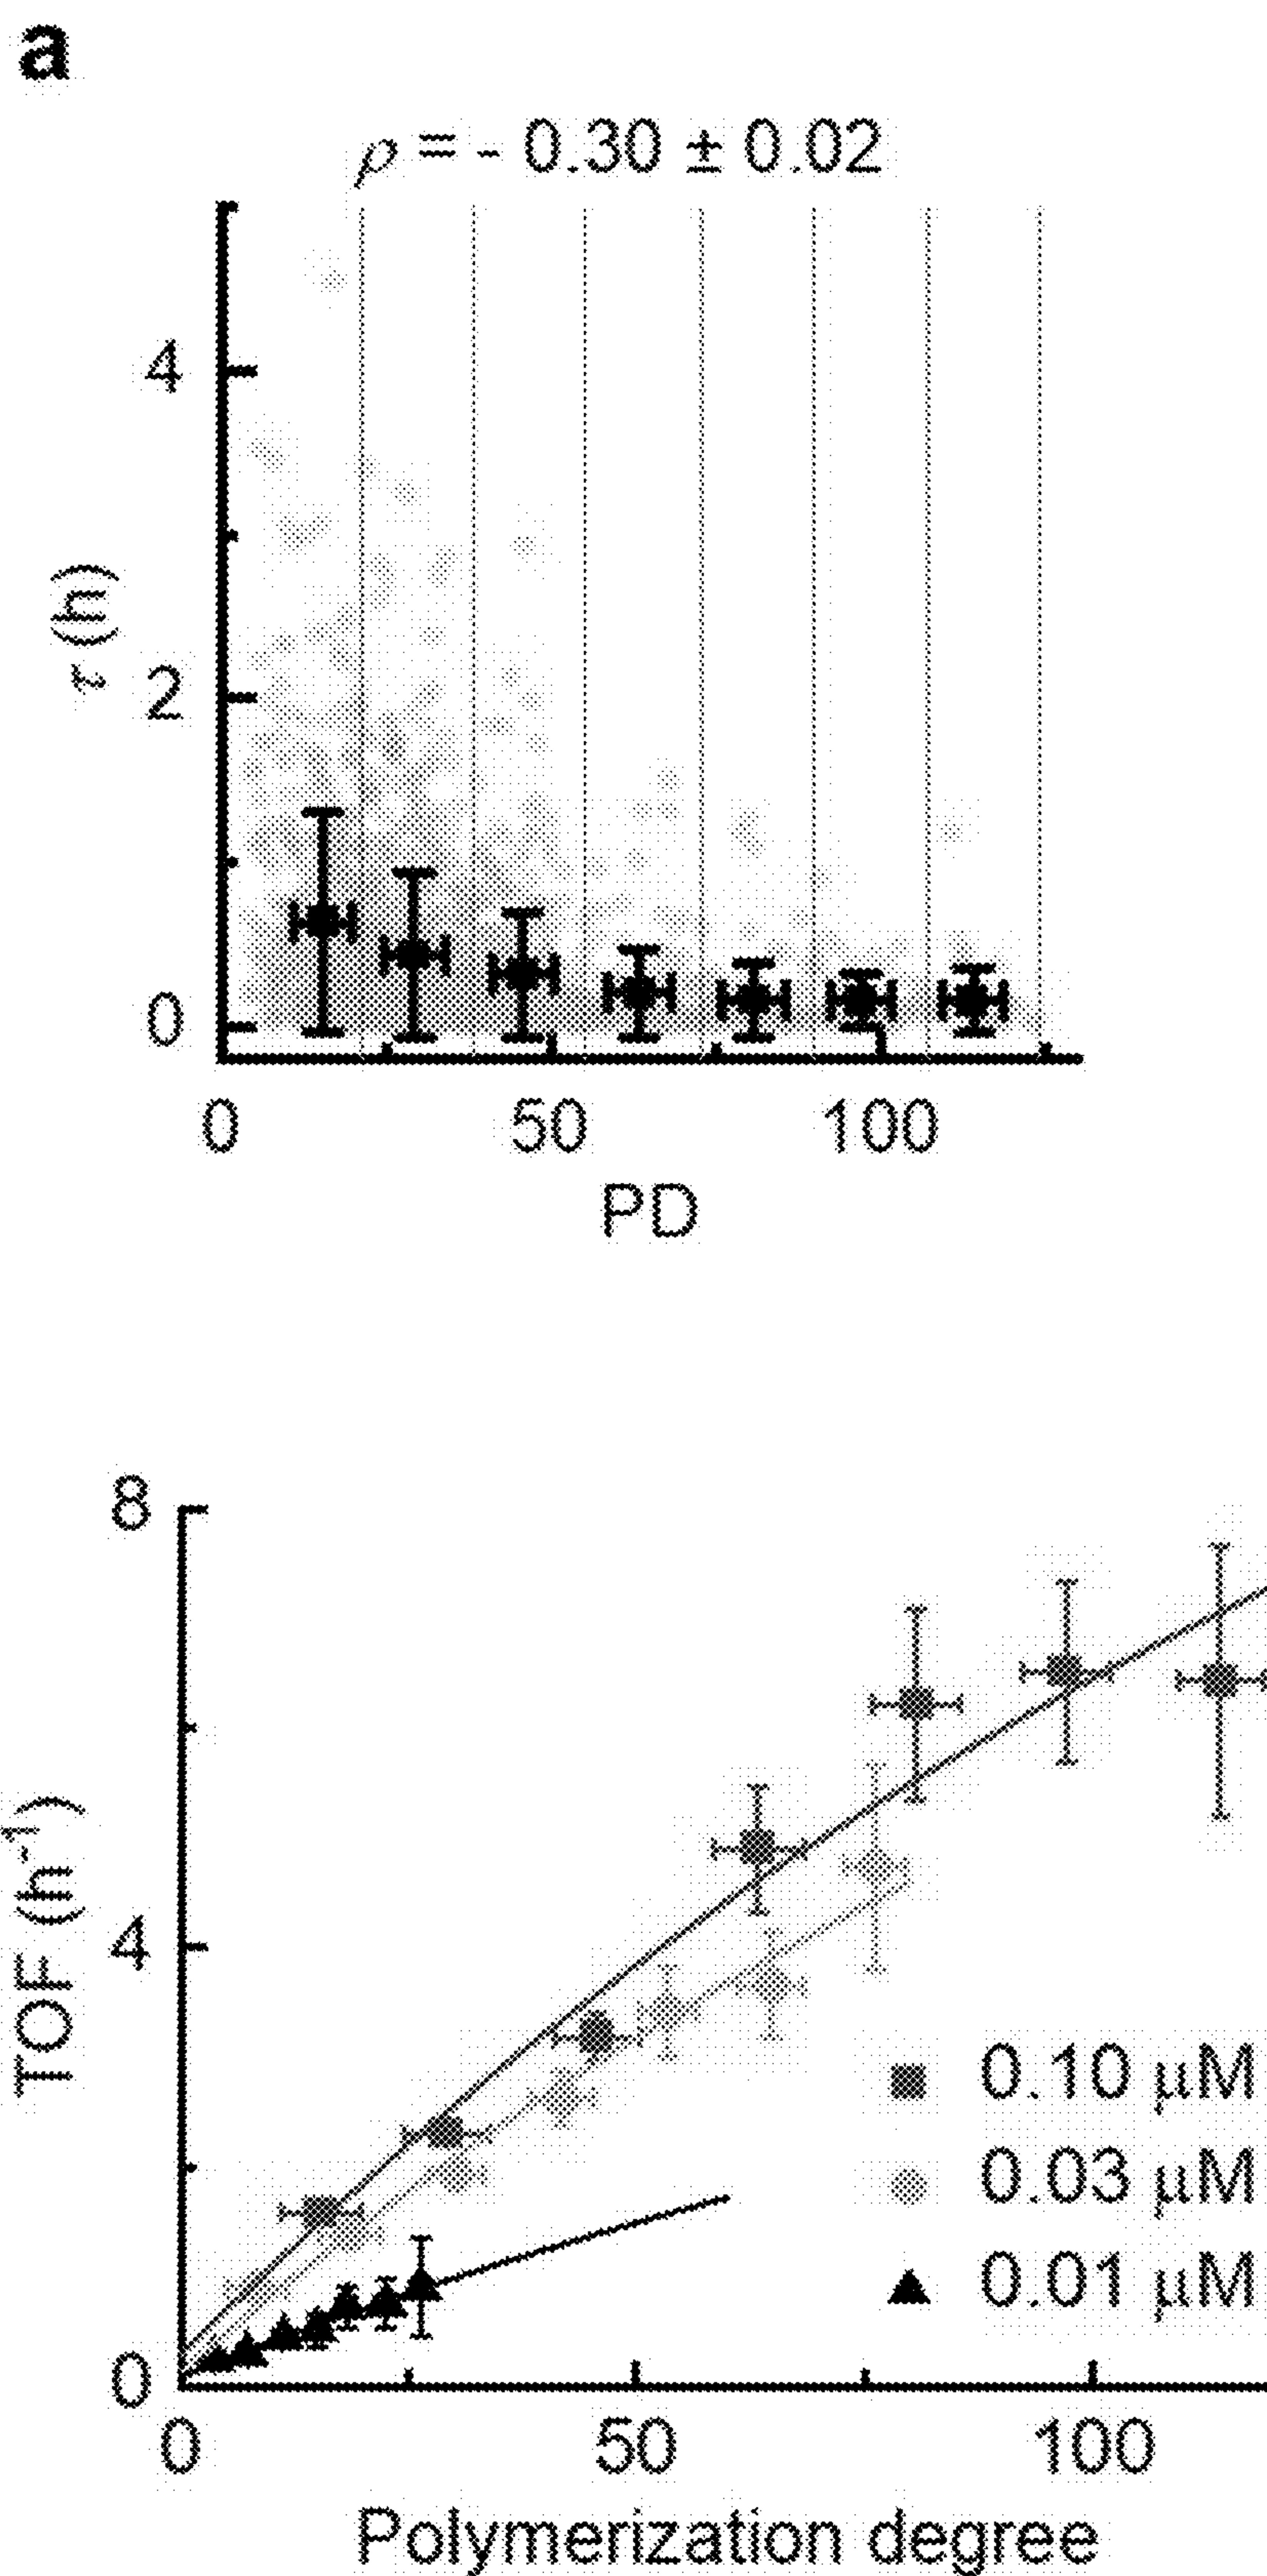 a
ρ = - 0.30 ± 0.02
4
2
0
τ (h)
0 50 100
PD
8
4
0
TOF (h-1)
0.10 μM
0.03 μM
0.01 μM
0 50 100
Polymerization degree